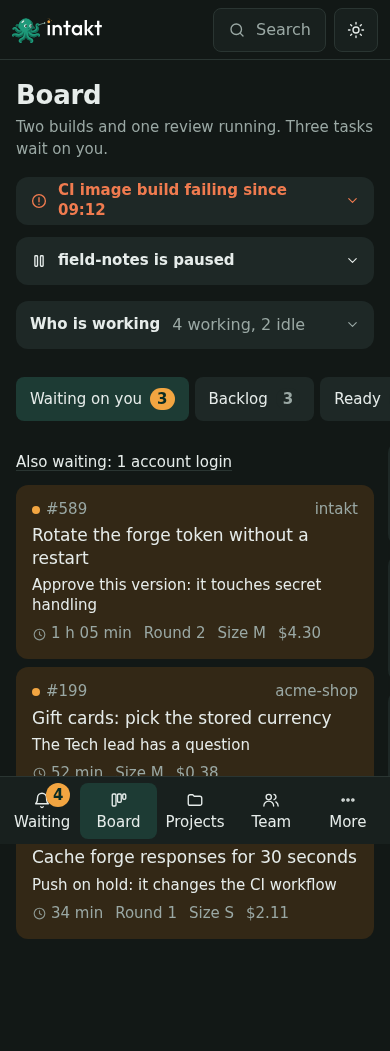 intakt
Search
Board
Two builds and one review running. Three tasks
wait on you.
CI image build failing since
09:12
field-notes is paused
Who is working 4 working, 2 idle
Waiting on you 3 Backlog 3 Ready
Also waiting: 1 account login
#589 intakt
Rotate the forge token without a
restart
Approve this version: it touches secret
handling
1 h 05 min Round 2 Size M $4.30
#199 acme-shop
Gift cards: pick the stored currency
The Tech lead has a question
52 min Size M $0.38
4
Waiting Board Projects Team More
Cache forge responses for 30 seconds
Push on hold: it changes the CI workflow
34 min Round 1 Size S $2.11